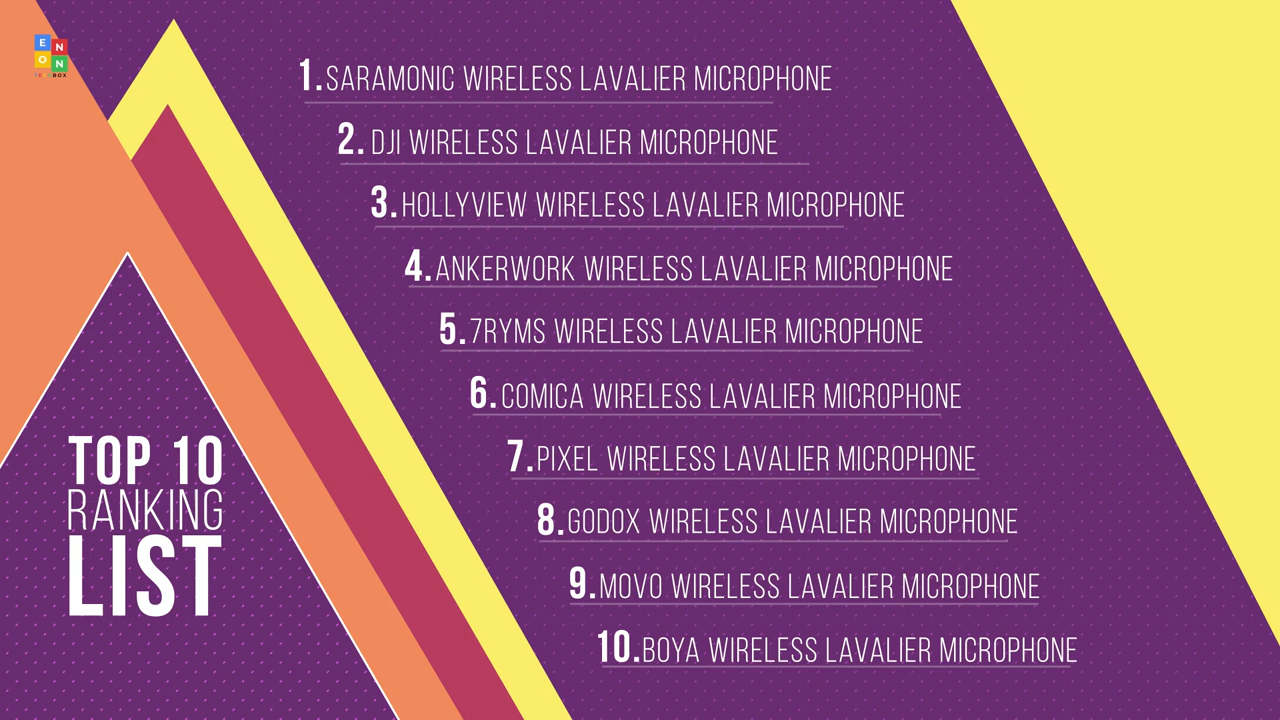 E N
O N
BOX
1. SARAMONIC WIRELESS LAVALIER MICROPHONE
2. DJI WIRELESS LAVALIER MICROPHONE
3. HOLLYVIEW WIRELESS LAVALIER MICROPHONE
4. ANKERWORK WIRELESS LAVALIER MICROPHONE
5. 7RYMS WIRELESS LAVALIER MICROPHONE
6. COMICA WIRELESS LAVALIER MICROPHONE
7. PIXEL WIRELESS LAVALIER MICROPHONE
8. GODOX WIRELESS LAVALIER MICROPHONE
9. MOVO WIRELESS LAVALIER MICROPHONE
10. BOYA WIRELESS LAVALIER MICROPHONE
TOP 10
RANKING
LIST